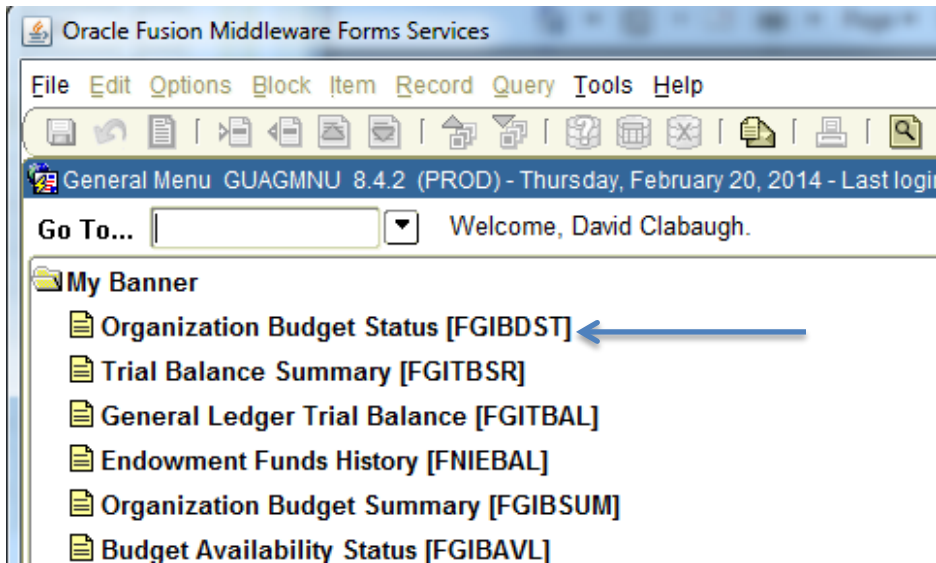 Oracle Fusion Middleware Forms Services
File Edit Options Block Item Record Query Tools Help
General Menu GUAGMNU 8.4.2 (PROD) - Thursday, February 20, 2014 - Last login
Go To... Welcome, David Clabaugh.
My Banner
Organization Budget Status [FGIBDST]
Trial Balance Summary [FGITBSR]
General Ledger Trial Balance [FGITBAL]
Endowment Funds History [FNIEBAL]
Organization Budget Summary [FGIBSUM]
Budget Availability Status [FGIBAVL]